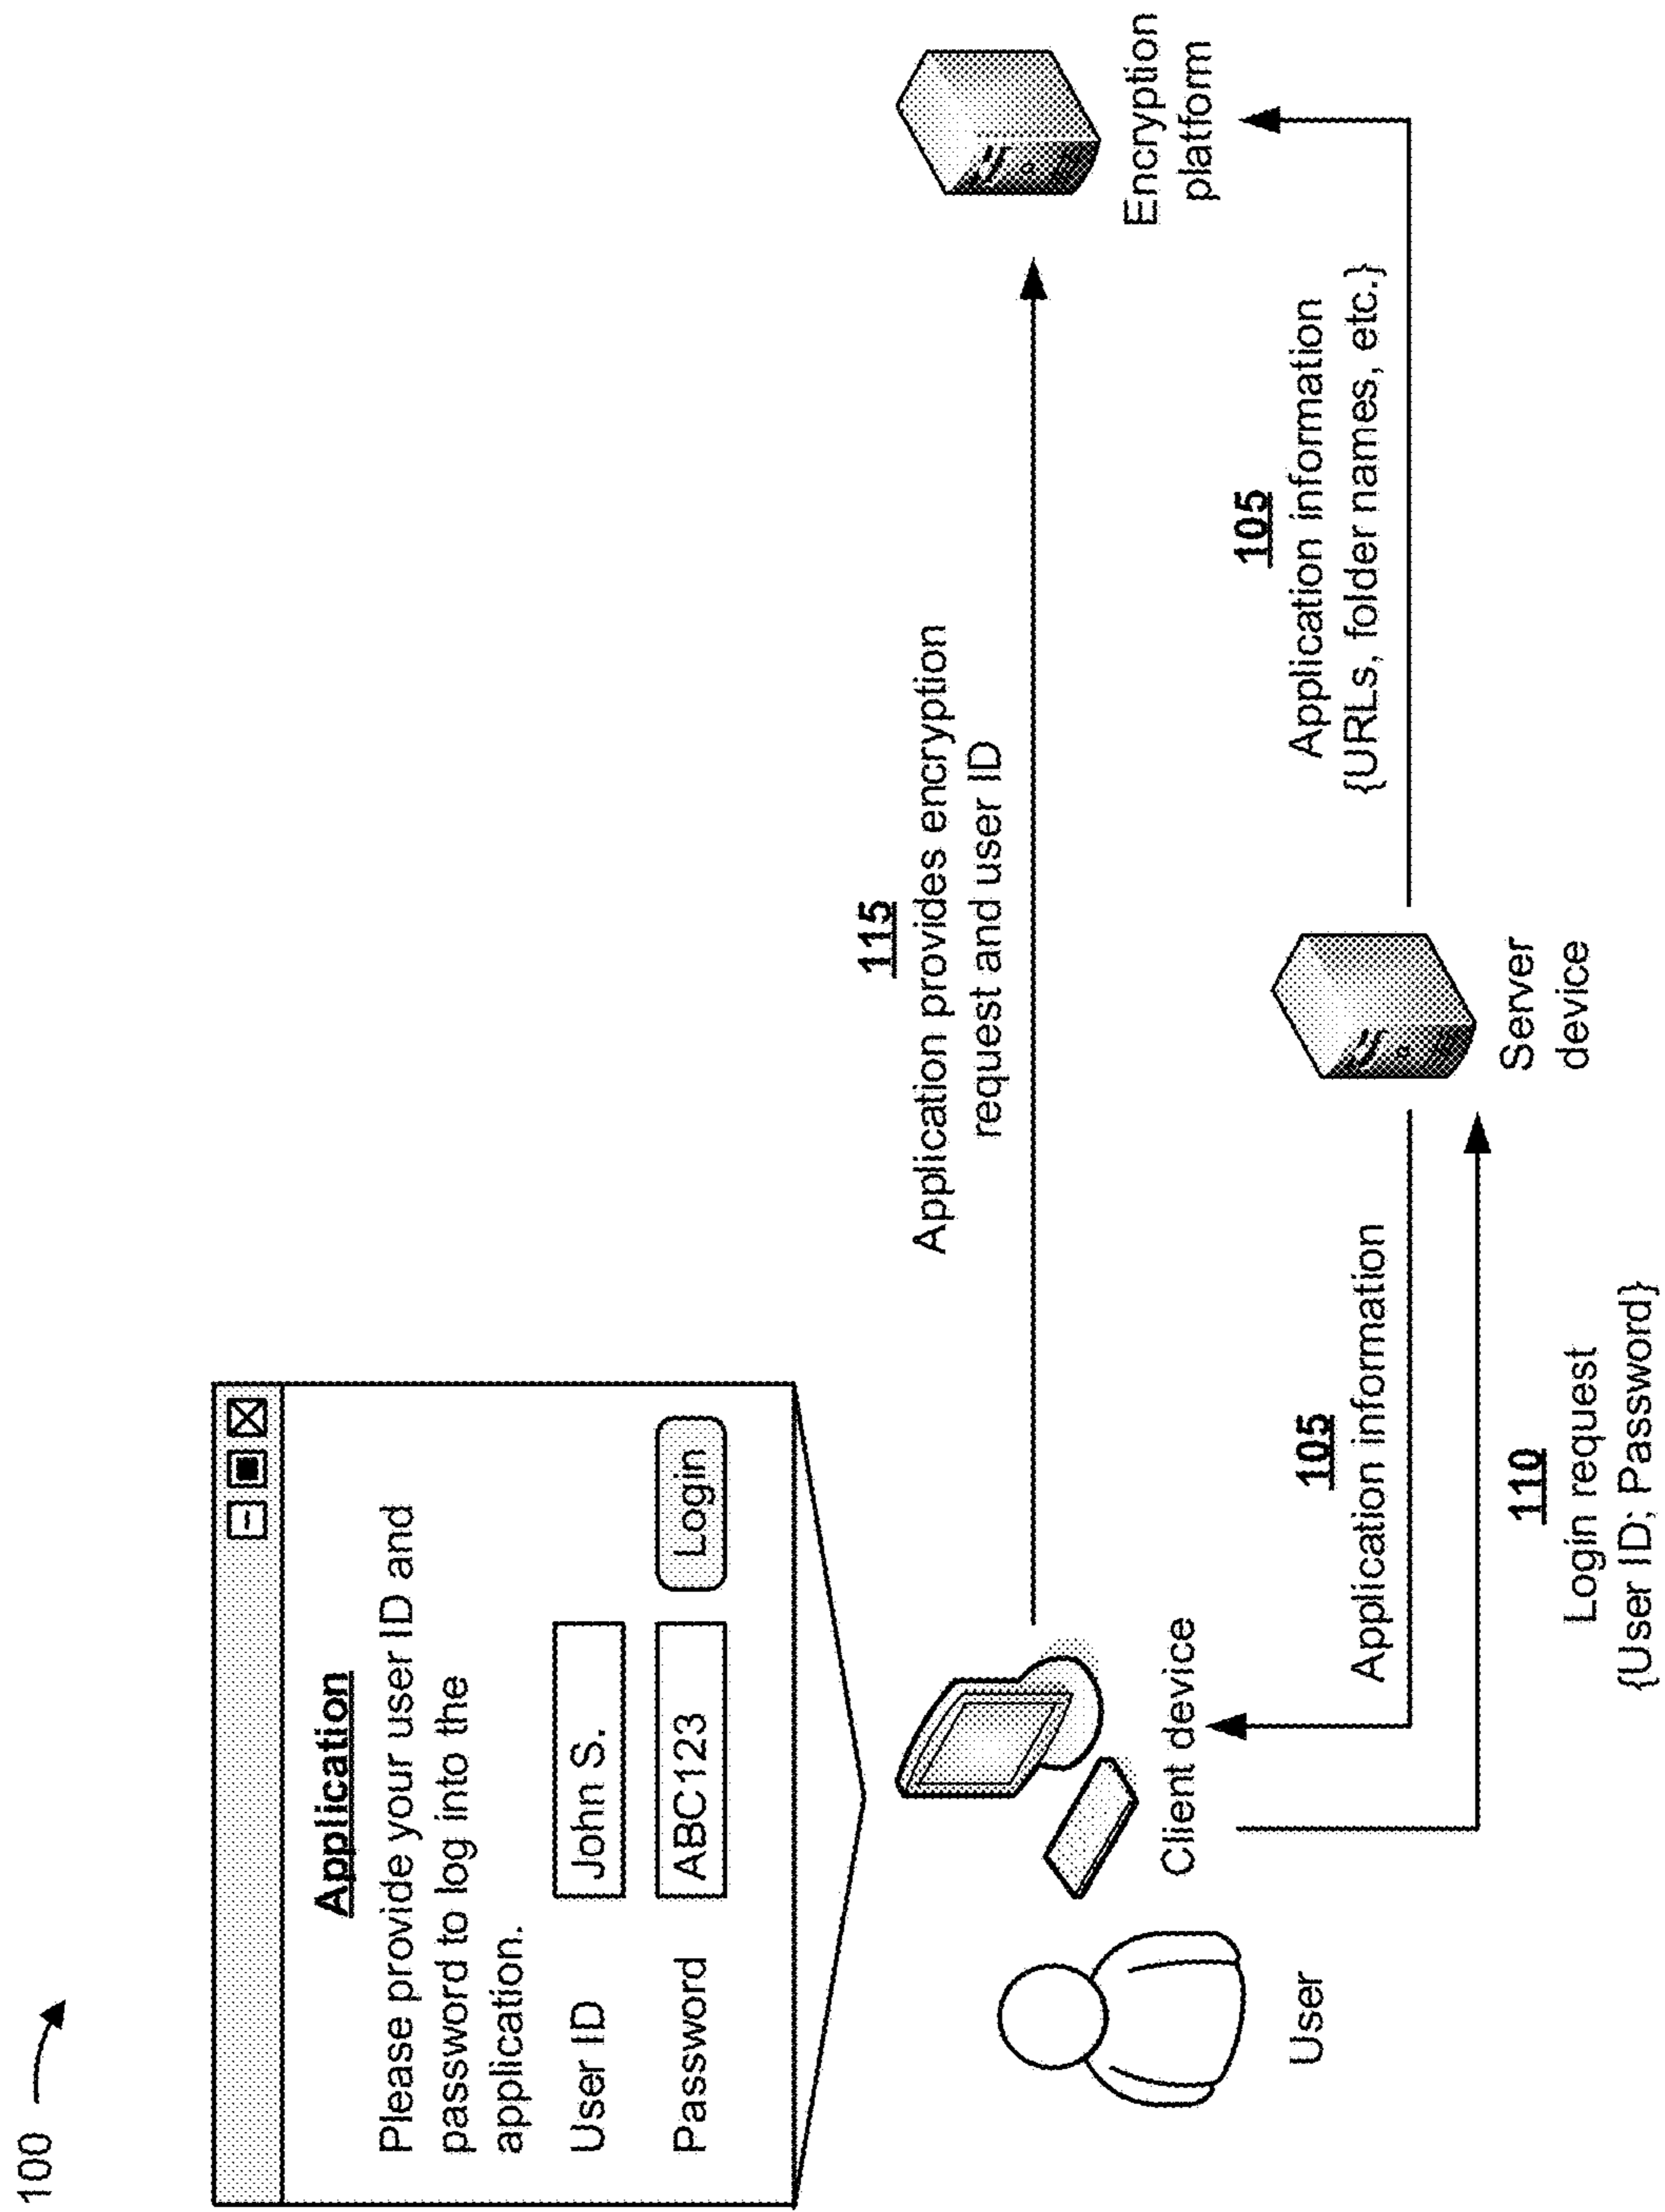 100
Application
Please provide your user ID and
password to log into the
application.
User ID
John S.
Password
ABC123
Login
115
Application provides encryption
request and user ID
Encryption
platform
User
Client device
105
Application information
110
Login request
{User ID; Password}
Server
device
105
Application information
{URLs, folder names, etc.}